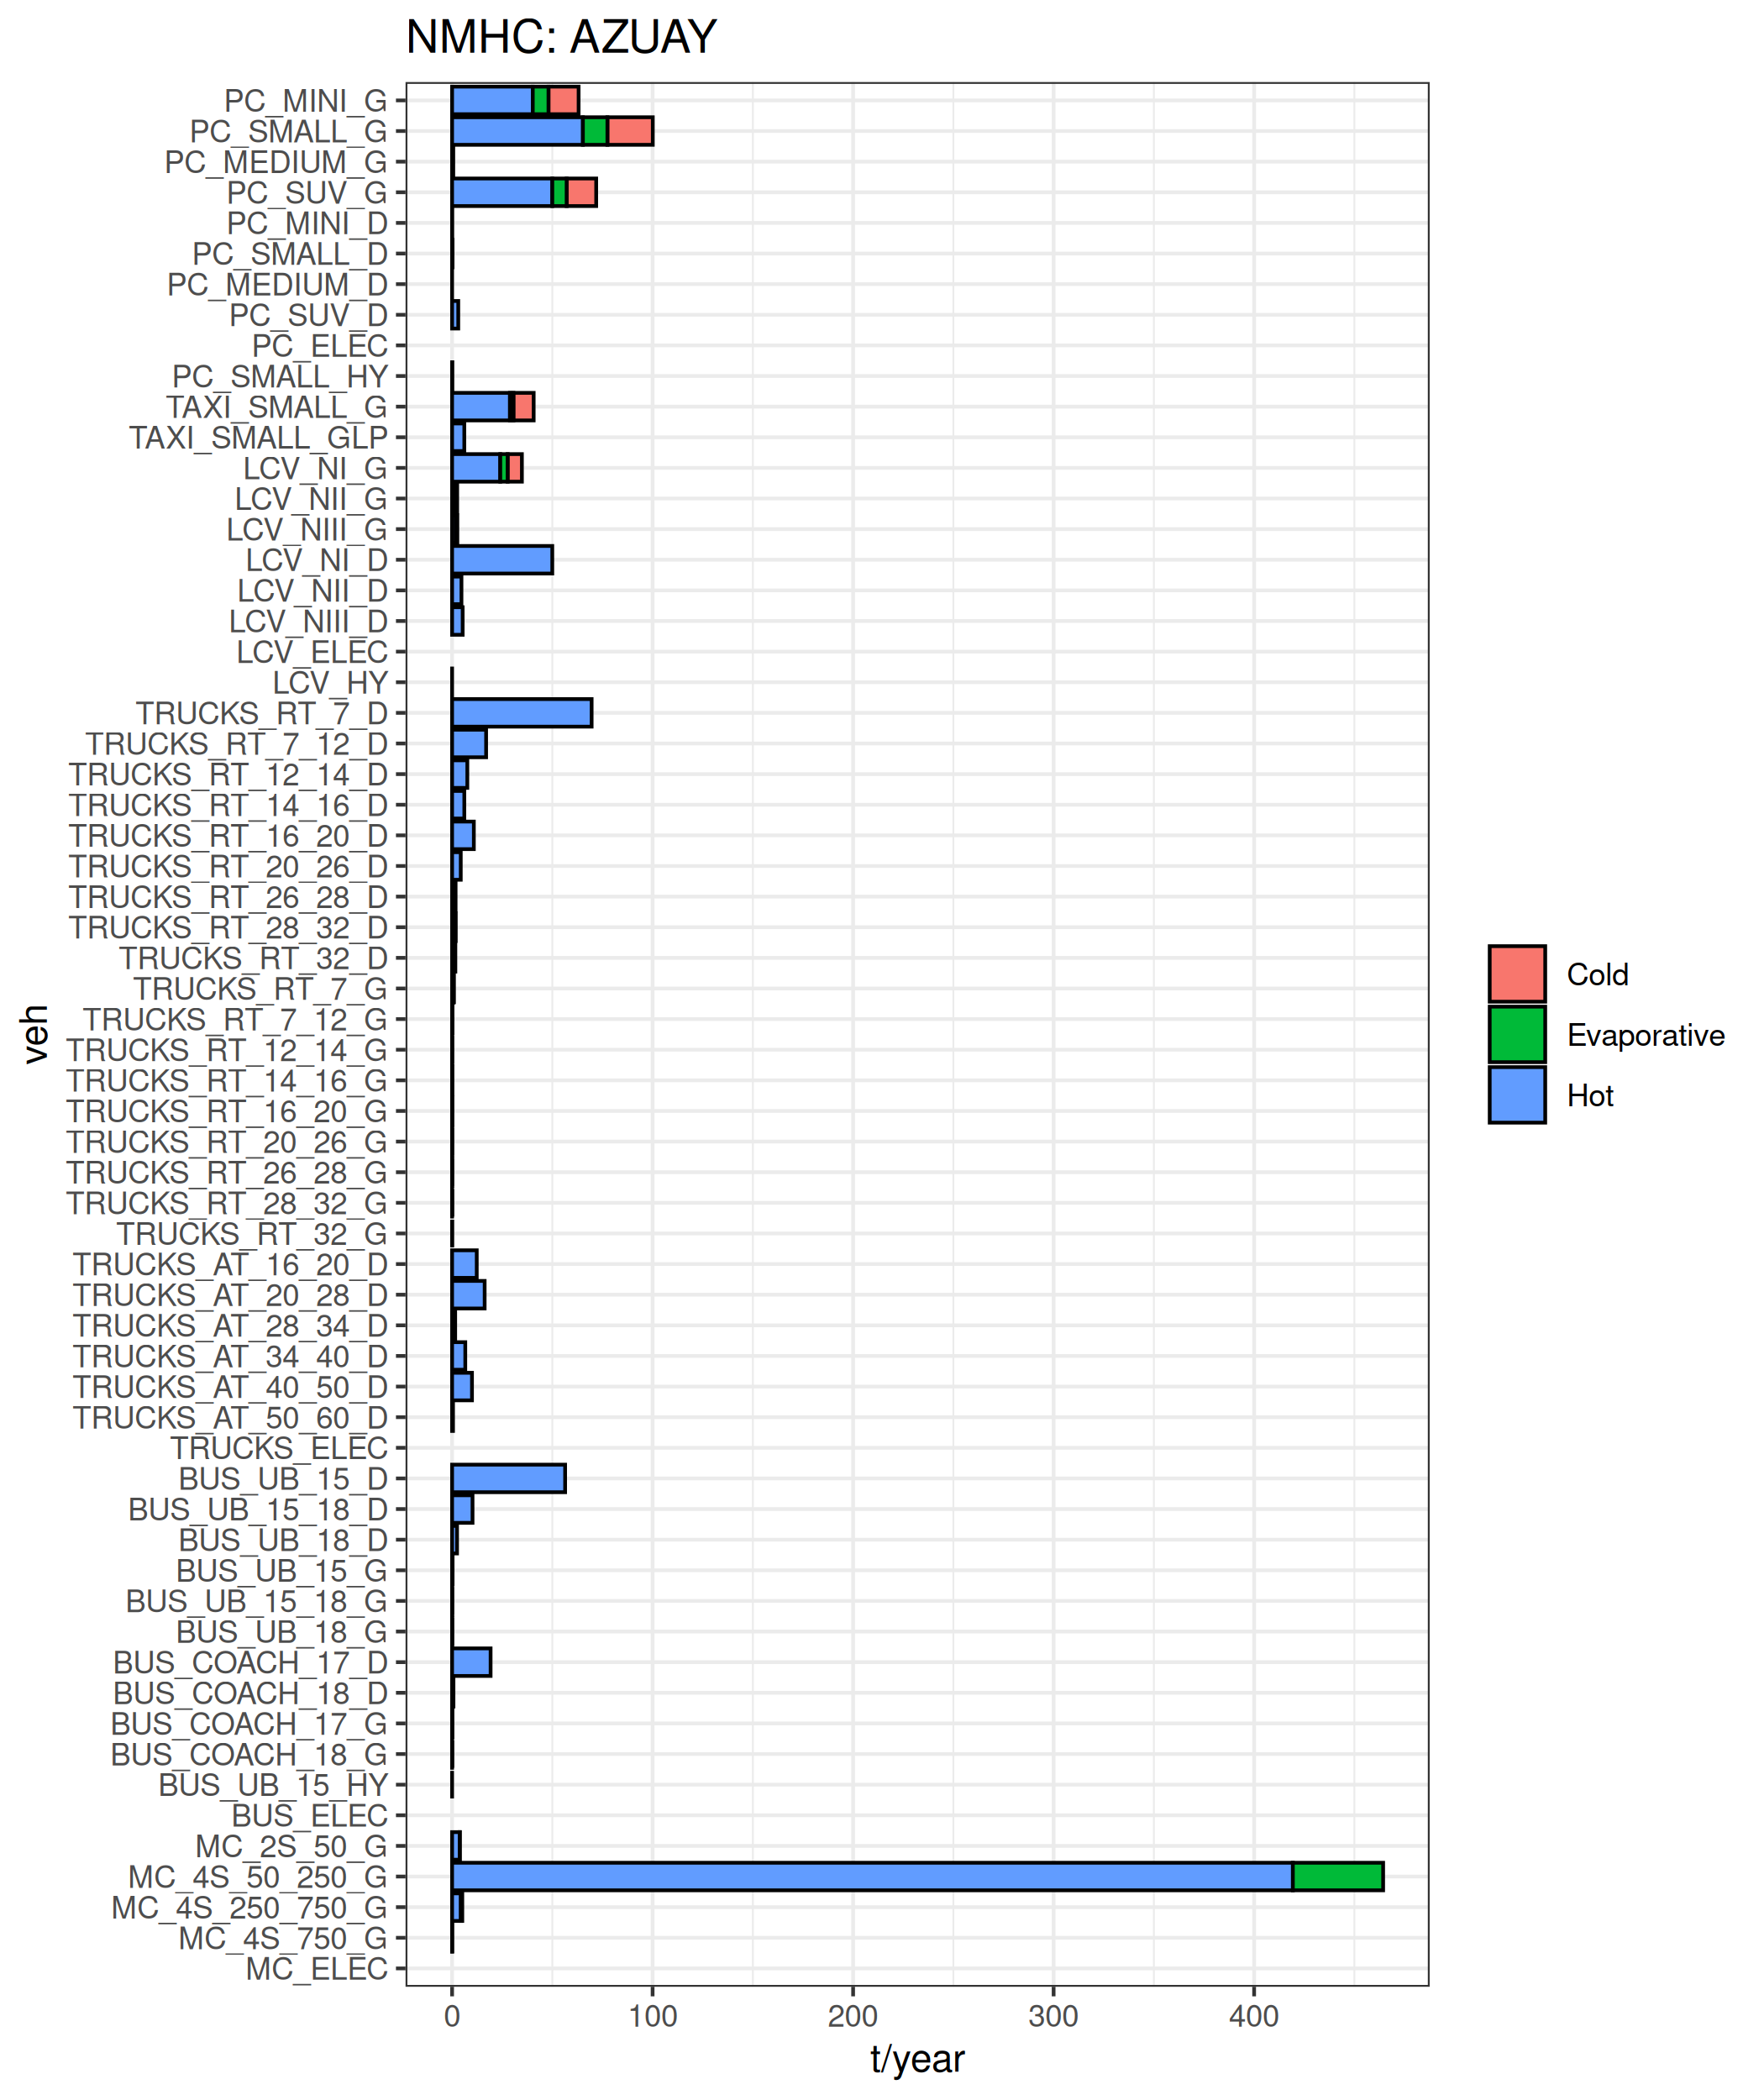 NMHC: AZUAY
PC_MINI_G
PC_SMALL_G
PC_MEDIUM_G
PC_SUV_G
PC_MINI_D
PC_SMALL_D
PC_MEDIUM_D
PC_SUV_D
PC_ELEC
PC_SMALL_HY
TAXI_SMALL_G
TAXI_SMALL_GLP
LCV_NI_G
LCV_NII_G
LCV_NIII_G
LCV_NI_D
LCV_NII_D
LCV_NIII_D
LCV_ELEC
LCV_HY
TRUCKS_RT_7_D
TRUCKS_RT_7_12_D
TRUCKS_RT_12_14_D
TRUCKS_RT_14_16_D
TRUCKS_RT_16_20_D
TRUCKS_RT_20_26_D
TRUCKS_RT_26_28_D
TRUCKS_RT_28_32_D
TRUCKS_RT_32_D
TRUCKS_RT_7_G
TRUCKS_RT_7_12_G
TRUCKS_RT_12_14_G
TRUCKS_RT_14_16_G
TRUCKS_RT_16_20_G
TRUCKS_RT_20_26_G
TRUCKS_RT_26_28_G
TRUCKS_RT_28_32_G
TRUCKS_RT_32_G
TRUCKS_AT_16_20_D
TRUCKS_AT_20_28_D
TRUCKS_AT_28_34_D
TRUCKS_AT_34_40_D
TRUCKS_AT_40_50_D
TRUCKS_AT_50_60_D
TRUCKS_ELEC
BUS_UB_15_D
BUS_UB_15_18_D
BUS_UB_18_D
BUS_UB_15_G
BUS_UB_15_18_G
BUS_UB_18_G
BUS_COACH_17_D
BUS_COACH_18_D
BUS_COACH_17_G
BUS_COACH_18_G
BUS_UB_15_HY
BUS_ELEC
MC_2S_50_G
MC_4S_50_250_G
MC_4S_250_750_G
MC_4S_750_G
MC_ELEC
veh
0 100 200 300 400
t/year
Cold
Evaporative
Hot